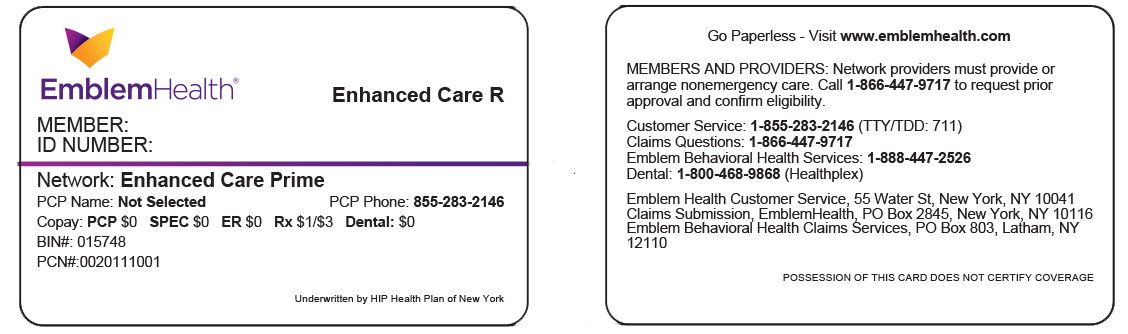 EmblemHealth®
Enhanced Care R
MEMBER:
ID NUMBER:
Network: Enhanced Care Prime
PCP Name: Not Selected PCP Phone: 855-283-2146
Copay: PCP $0 SPEC $0 ER $0 Rx $1/$3 Dental: $0
BIN#: 015748
PCN#:0020111001
Underwritten by HIP Health Plan of New York
Go Paperless - Visit www.emblemhealth.com
MEMBERS AND PROVIDERS: Network providers must provide or
arrange nonemergency care. Call 1-866-447-9717 to request prior
approval and confirm eligibility.
Customer Service: 1-855-283-2146 (TTY/TDD: 711)
Claims Questions: 1-866-447-9717
Emblem Behavioral Health Services: 1-888-447-2526
Dental: 1-800-468-9868 (Healthplex)
Emblem Health Customer Service, 55 Water St, New York, NY 10041
Claims Submission, EmblemHealth, PO Box 2845, New York, NY 10116
Emblem Behavioral Health Claims Services, PO Box 803, Latham, NY
12110
POSSESSION OF THIS CARD DOES NOT CERTIFY COVERAGE